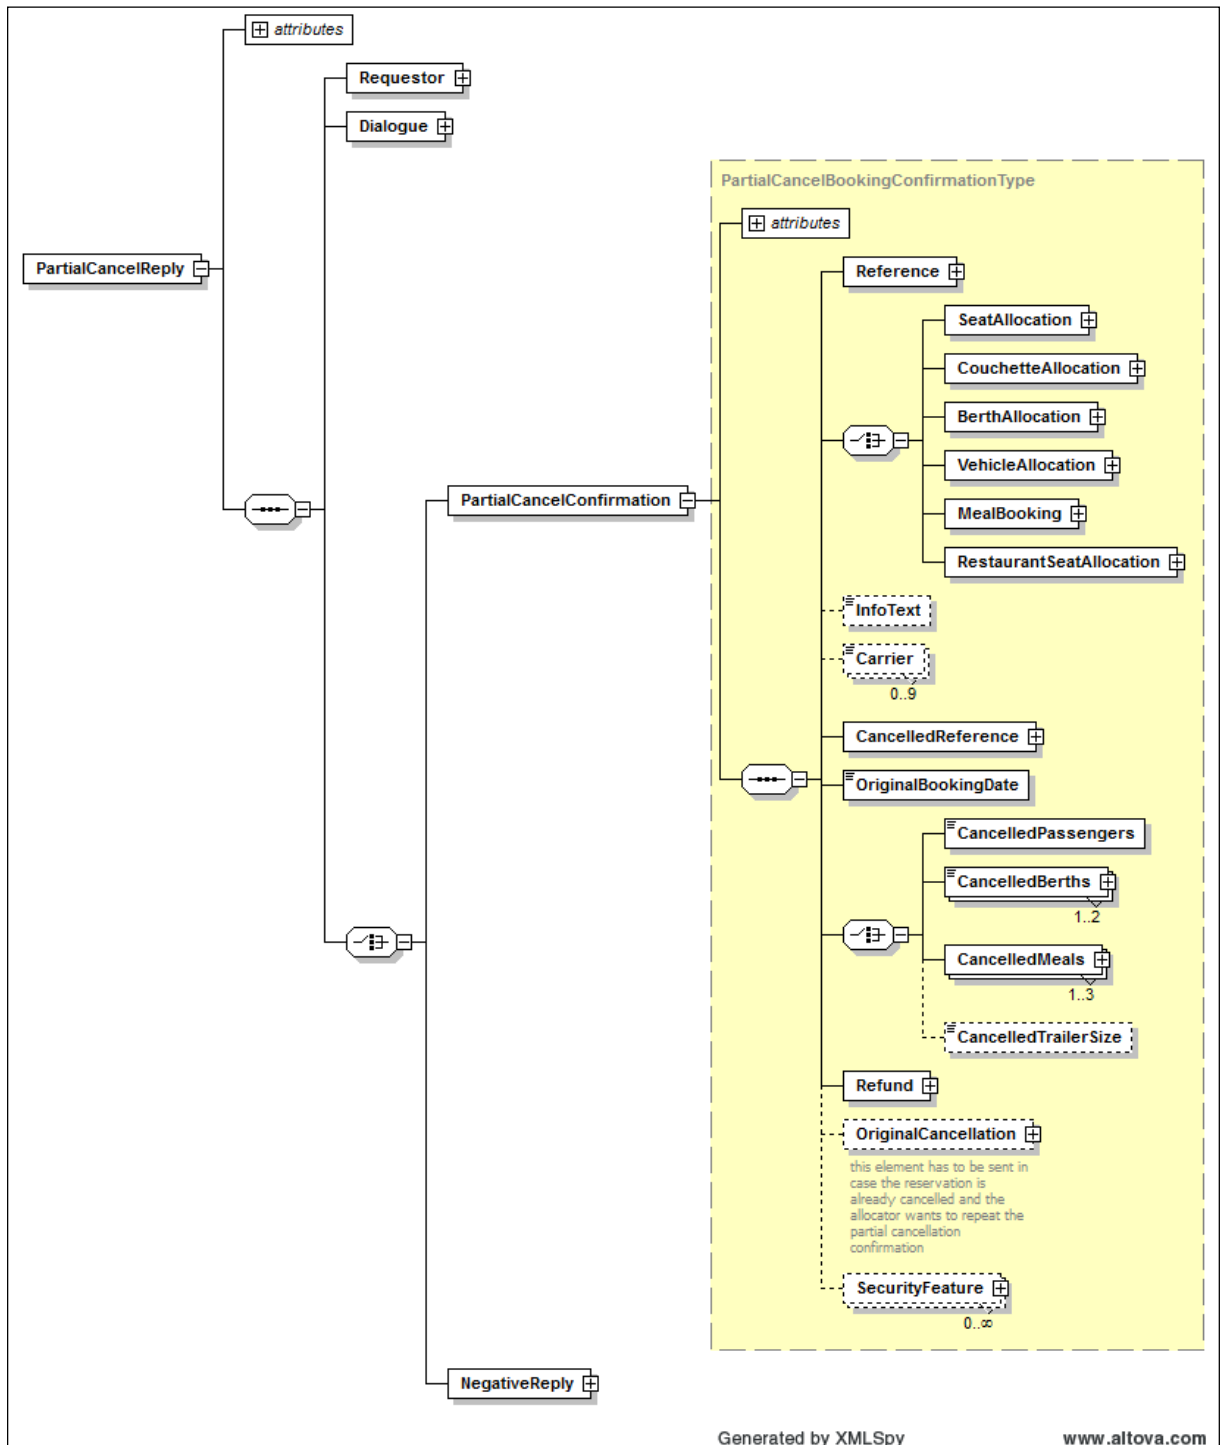 attributes
Requestor
Dialogue
PartialCancelBookingConfirmationType
attributes
PartialCancelReply
Reference
SeatAllocation
CouchetteAllocation
BerthAllocation
VehicleAllocation
PartialCancelConfirmation
MealBooking
RestaurantSeatAllocation
InfoText
Carrier
0..9
CancelledReference
OriginalBookingDate
CancelledPassengers
CancelledBerths
1..2
CancelledMeals
1..3
CancelledTrailerSize
Refund
OriginalCancellation
this element has to be sent in
case the reservation is
already cancelled and the
allocator wants to repeat the
partial cancellation
confirmation
SecurityFeature
0..∞
NegativeReply
Generated by XMLSpy www.altova.com